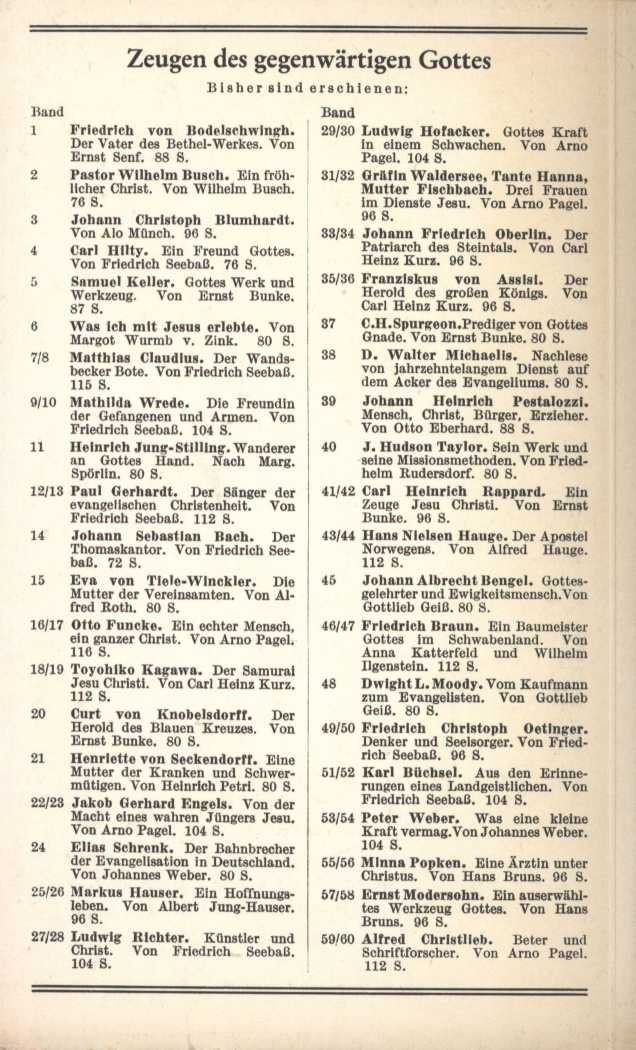 Zeugen des gegenwärtigen Gottes
Bisher sind erschienen:
Band
1 Friedrich von Bodelschwingh.
Der Vater des Bethel-Werkes. Von
Ernst Senf. 88 S.
2 Pastor Wilhelm Busch. Ein fröh-
licher Christ. Von Wilhelm Busch.
76 S.
3 Johann Christoph Blumhardt.
Von Alo Münch. 96 S.
4 Carl Hilty. Ein Freund Gottes.
Von Friedrich Seebaß. 76 S.
5 Samuel Keller. Gottes Werk und
Werkzeug. Von Ernst Bunke.
87 S.
6 Was ich mit Jesus erlebte. Von
Margot Wurmb v. Zink. 80 S.
7/8 Matthias Claudius. Der Wands-
becker Bote. Von Friedrich Seebaß.
115 S.
9/10 Mathilda Wrede. Die Freundin
der Gefangenen und Armen. Von
Friedrich Seebaß. 104 S.
11 Heinrich Jung-Stilling. Wanderer
an Gottes Hand. Nach Marg.
Spörlin. 80 S.
12/13 Paul Gerhardt. Der Sänger der
evangelischen Christenheit. Von
Friedrich Seebaß. 112 S.
14 Johann Sebastian Bach. Der
Thomaskantor. Von Friedrich See-
baß. 72 S.
15 Eva von Tiele-Winckler. Die
Mutter der Vereinsamten. Von Al-
fred Roth. 80 S.
16/17 Otto Funcke. Ein echter Mensch,
ein ganzer Christ. Von Arno Pagel.
116 S.
18/19 Toyohiko Kagawa. Der Samurai
Jesu Christi. Von Carl Heinz Kurz.
112 S.
20 Curt von Knobelsdorff. Der
Herold des Blauen Kreuzes. Von
Ernst Bunke. 80 S.
21 Henriette von Seckendorff. Eine
Mutter der Kranken und Schwer-
mütigen. Von Heinrich Petri. 80 S.
22/23 Jakob Gerhard Engels. Von der
Macht eines wahren Jüngers Jesu.
Von Arno Pagel. 104 S.
24 Elias Schrenk. Der Bahnbrecher
der Evangelisation in Deutschland.
Von Johannes Weber. 80 S.
25/26 Markus Hauser. Ein Hoffnungs-
leben. Von Albert Jung-Hauser.
96 S.
27/28 Ludwig Richter. Künstler und
Christ. Von Friedrich Seebaß.
104 S.
Band
29/30 Ludwig Hofacker. Gottes Kraft
in einem Schwachen. Von Arno
Pagel. 104 S.
31/32 Gräfin Waldersee, Tante Hanna,
Mutter Fischbach. Drei Frauen
im Dienste Jesu. Von Arno Pagel.
96 S.
33/34 Johann Friedrich Oberlin. Der
Patriarch des Steintals. Von Carl
Heinz Kurz. 96 S.
35/36 Franziskus von Assisi. Der
Herold des großen Königs. Von
Carl Heinz Kurz. 96 S.
37 C.H.Spurgeon.Prediger von Gottes
Gnade. Von Ernst Bunke. 80 S.
38 D. Walter Michaelis. Nachlese
von jahrzehntelangem Dienst auf
dem Acker des Evangeliums. 80 S.
39 Johann Heinrich Pestalozzi.
Mensch, Christ, Bürger, Erzieher.
Von Otto Eberhard. 88 S.
40 J. Hudson Taylor. Sein Werk und
seine Missionsmethoden. Von Fried-
helm Rudersdorf. 80 S.
41/42 Carl Heinrich Rappard. Ein
Zeuge Jesu Christi. Von Ernst
Bunke. 96 S.
43/44 Hans Nielsen Hauge. Der Apostel
Norwegens. Von Alfred Hauge.
112 S.
45 Johann Albrecht Bengel. Gottes-
gelehrter und Ewigkeitsmensch.Von
Gottlieb Geiß. 80 S.
46/47 Friedrich Braun. Ein Baumeister
Gottes im Schwabenland. Von
Anna Katterfeld und Wilhelm
Ilgenstein. 112 S.
48 Dwight L. Moody. Vom Kaufmann
zum Evangelisten. Von Gottlieb
Geiß. 80 S.
49/50 Friedrich Christoph Oetinger.
Denker und Seelsorger. Von Fried-
rich Seebaß. 96 S.
51/52 Karl Büchsel. Aus den Erinne-
rungen eines Landgeistlichen. Von
Friedrich Seebaß. 104 S.
53/54 Peter Weber. Was eine kleine
Kraft vermag.Von Johannes Weber.
104 S.
55/56 Minna Popken. Eine Ärztin unter
Christus. Von Hans Bruns. 96 S.
57/58 Ernst Modersohn. Ein auserwähl-
tes Werkzeug Gottes. Von Hans
Bruns. 96 S.
59/60 Alfred Christlieb. Beter und
Schriftforscher. Von Arno Pagel.
112 S.